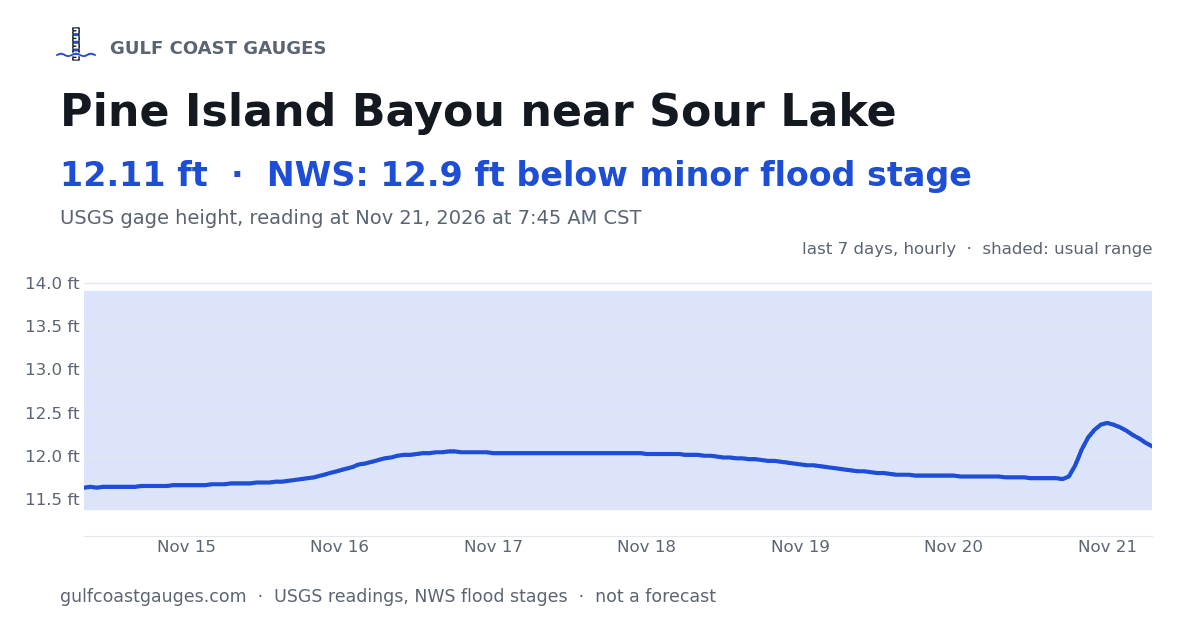 GULF COAST GAUGES
Pine Island Bayou near Sour Lake
12.11 ft · NWS: 12.9 ft below minor flood stage
USGS gage height, reading at Nov 21, 2026 at 7:45 AM CST
last 7 days, hourly · shaded: usual range
14.0 ft
13.5 ft
13.0 ft
12.5 ft
12.0 ft
11.5 ft
Nov 15 Nov 16 Nov 17 Nov 18 Nov 19 Nov 20 Nov 21
gulfcoastgauges.com · USGS readings, NWS flood stages · not a forecast